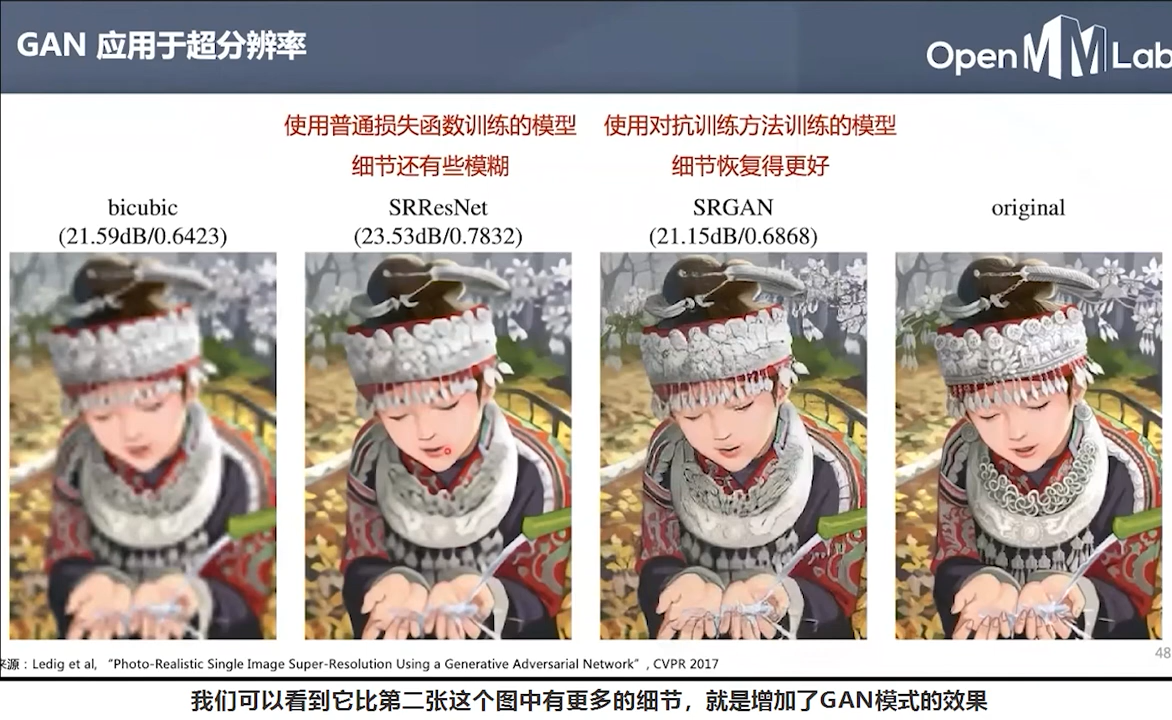 GAN 应用于超分辨率
OpenMMLab
使用普通损失函数训练的模型
细节还有些模糊
使用对抗训练方法训练的模型
细节恢复得更好
bicubic
(21.59dB/0.6423)
SRResNet
(23.53dB/0.7832)
SRGAN
(21.15dB/0.6868)
original
来源：Ledig et al, “Photo-Realistic Single Image Super-Resolution Using a Generative Adversarial Network”, CVPR 2017
48
我们可以看到它比第二张这个图中有更多的细节，就是增加了GAN模式的效果